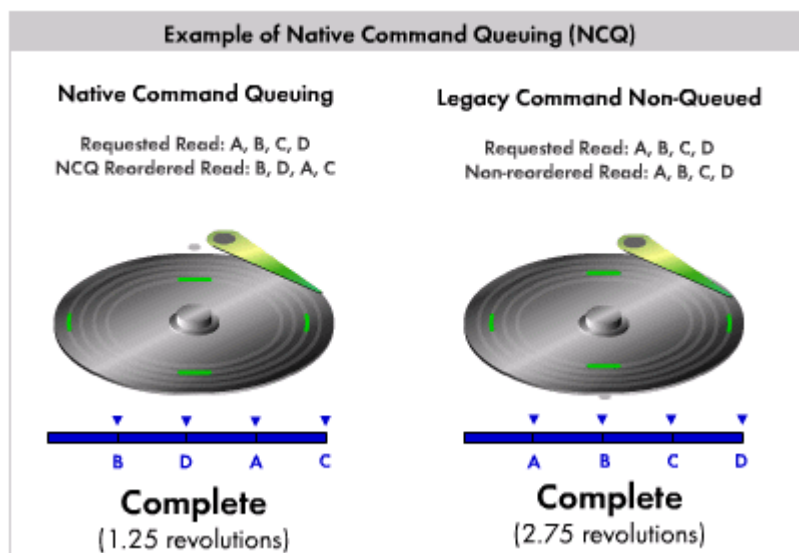 Example of Native Command Queuing (NCQ)
Native Command Queuing
Requested Read: A, B, C, D
NCQ Reordered Read: B, D, A, C
B D A C
Complete
(1.25 revolutions)
Legacy Command Non-Queued
Requested Read: A, B, C, D
Non-reordered Read: A, B, C, D
A B C D
Complete
(2.75 revolutions)